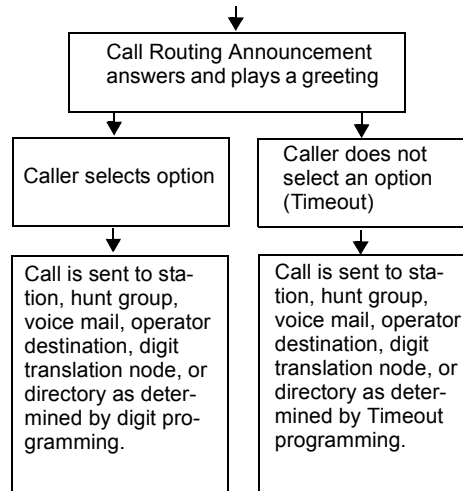 Call Routing Announcement
answers and plays a greeting
Caller selects option
Caller does not
select an option
(Timeout)
Call is sent to sta-
tion, hunt group,
voice mail, operator
destination, digit
translation node, or
directory as deter-
mined by digit pro-
gramming.
Call is sent to sta-
tion, hunt group,
voice mail, operator
destination, digit
translation node, or
directory as deter-
mined by Timeout
programming.